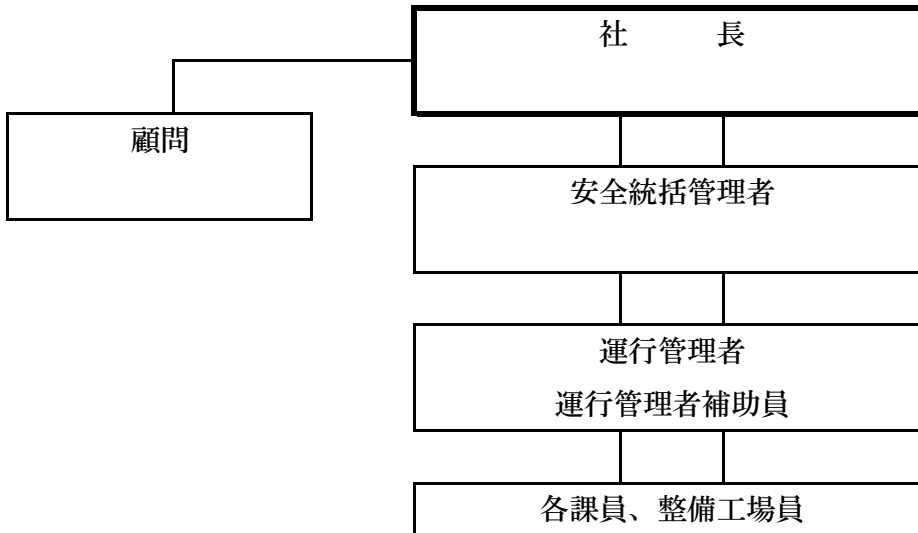 社　　　長
顧問
安全統括管理者
運行管理者
運行管理者補助員
各課員、整備工場員